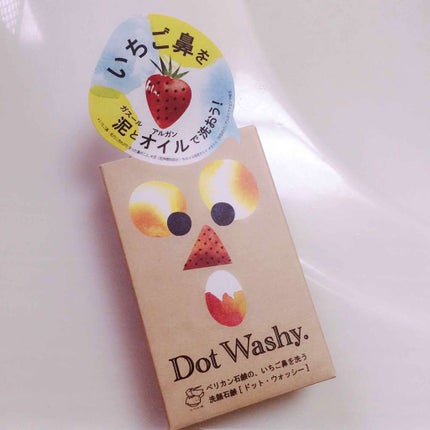 いちご鼻を
ガスール アルガン
泥とオイルで洗おう!
Dot Washy.
ペリカン石鹸の、いちご鼻を洗う
洗顔石鹸[ドット・ウォッシー]